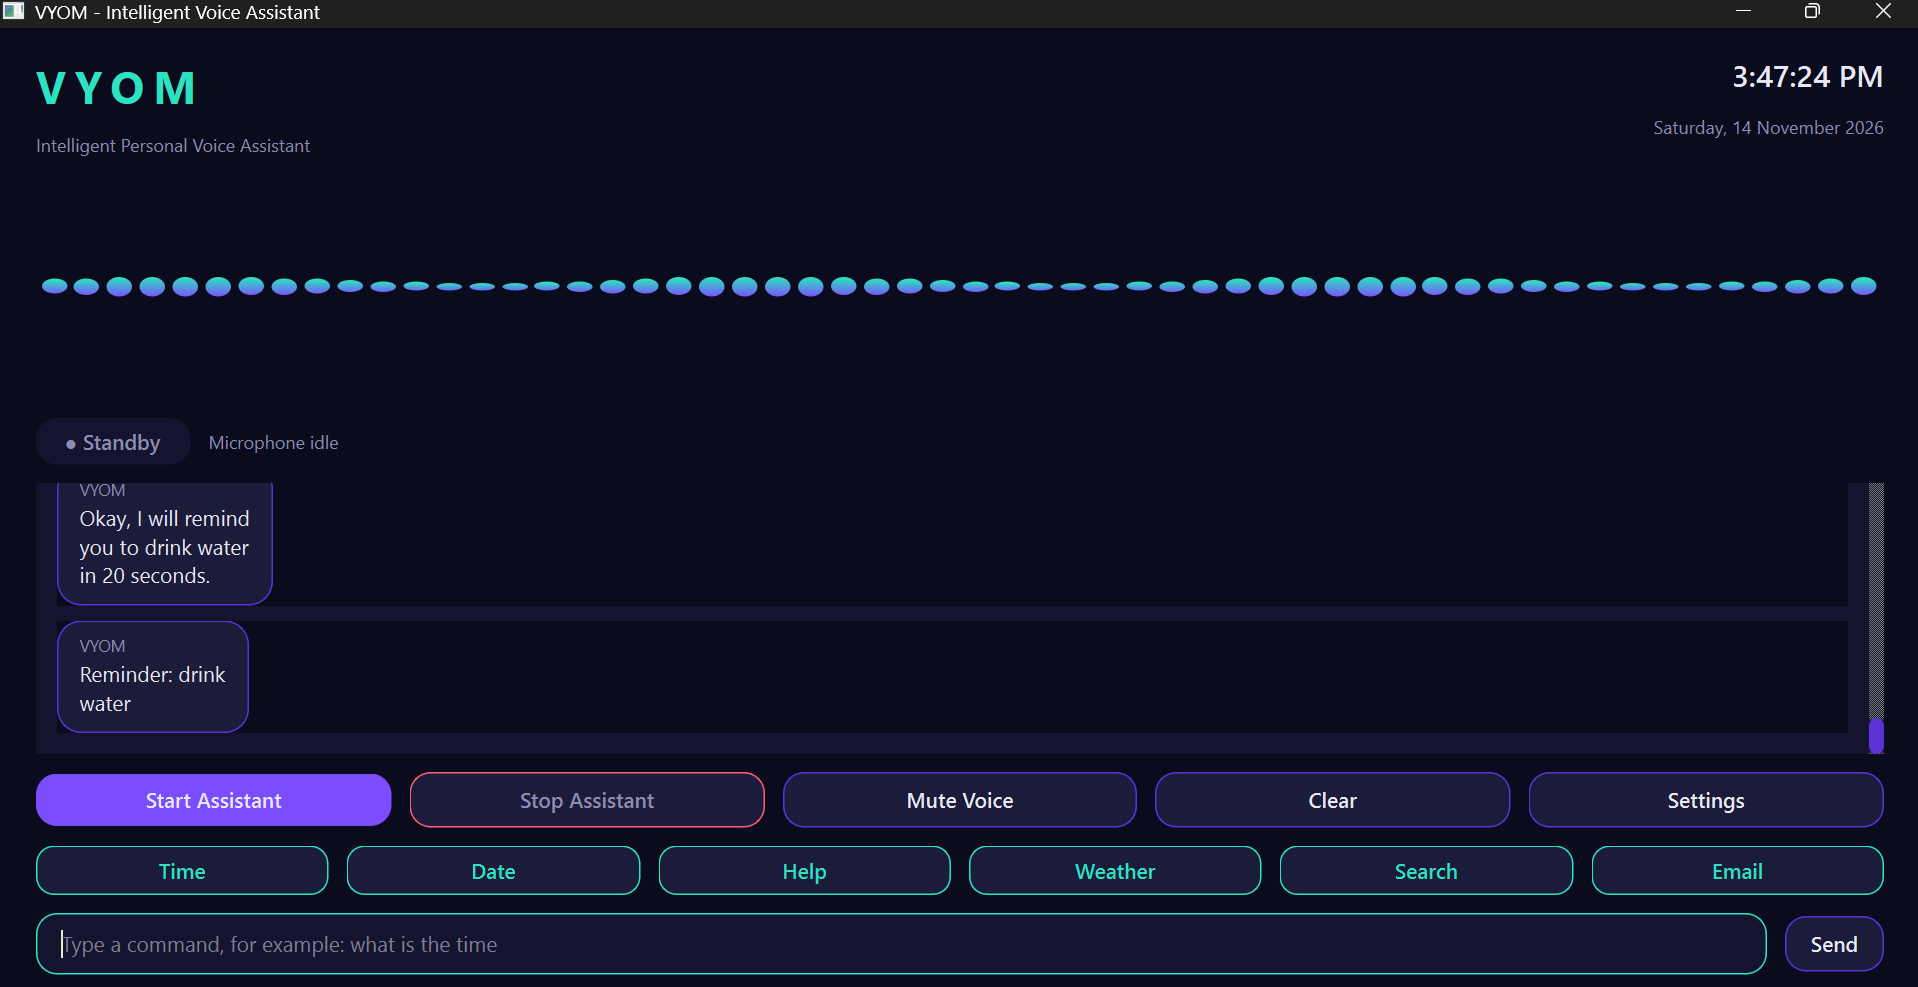 VYOM - Intelligent Voice Assistant
VYOM
3:47:24 PM
Intelligent Personal Voice Assistant
Saturday, 14 November 2026
● Standby
Microphone idle
VYOM
Okay, I will remind
you to drink water
in 20 seconds.
VYOM
Reminder: drink
water
Start Assistant
Stop Assistant
Mute Voice
Clear
Settings
Time
Date
Help
Weather
Search
Email
Type a command, for example: what is the time
Send